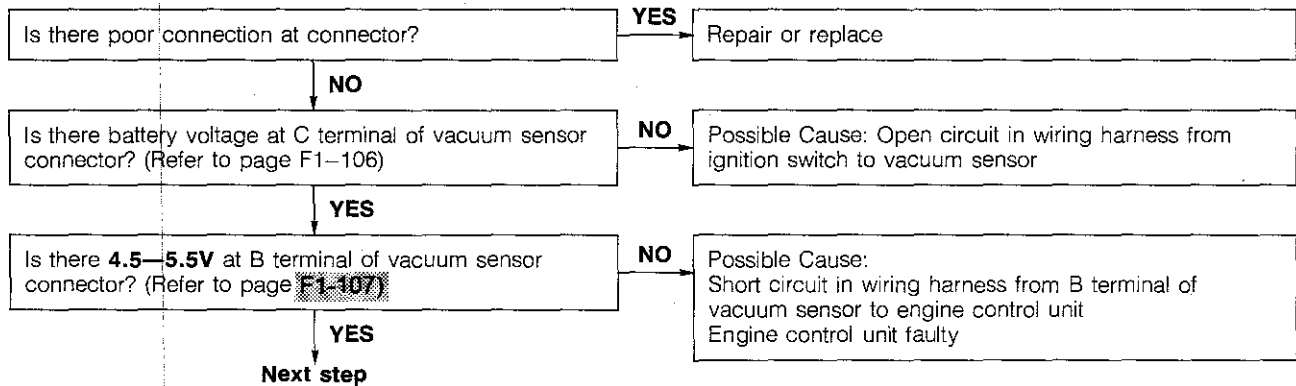 Is there poor connection at connector?
YES
Repair or replace
NO
Is there battery voltage at C terminal of vacuum sensor
connector? (Refer to page F1–106)
NO
Possible Cause: Open circuit in wiring harness from
ignition switch to vacuum sensor
YES
Is there 4.5—5.5V at B terminal of vacuum sensor
connector? (Refer to page F1-107)
NO
Possible Cause:
Short circuit in wiring harness from B terminal of
vacuum sensor to engine control unit
Engine control unit faulty
YES
Next step